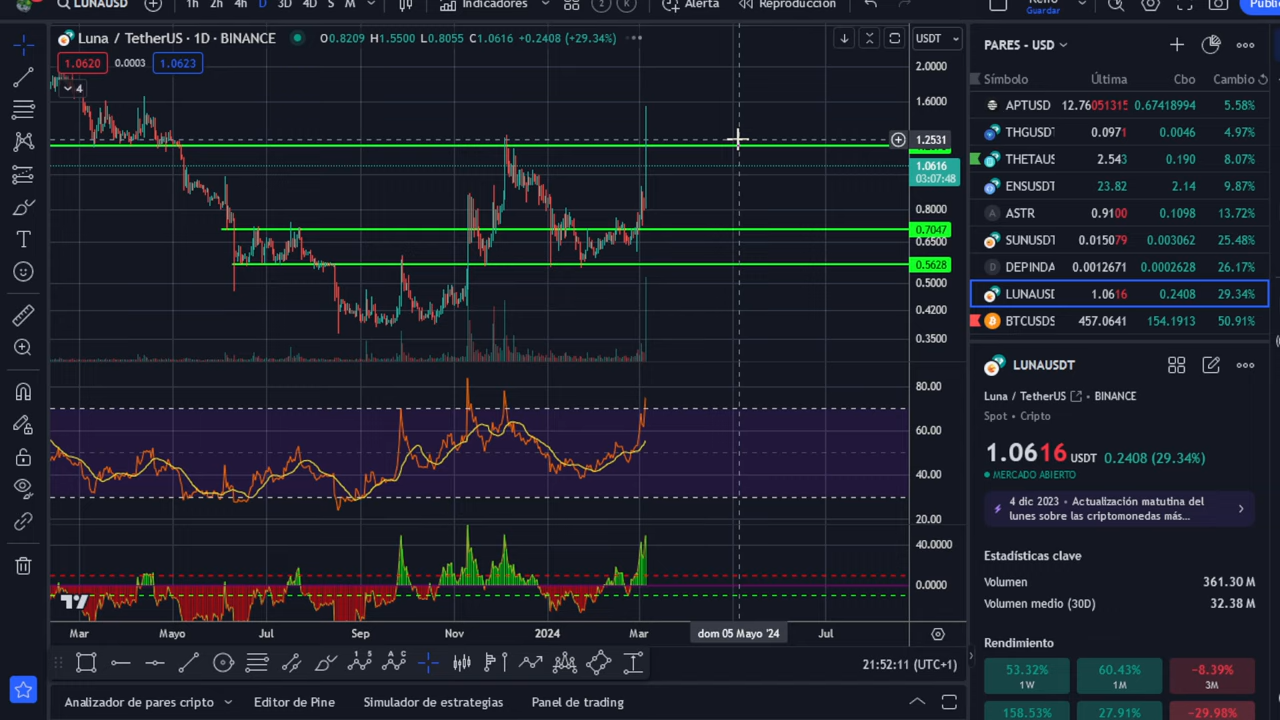 LUNAUSD
1h 2h 4h D 3D 4D S M
Indicadores
Alerta
Reproducción
Guardar
Luna / TetherUS · 1D · BINANCE
O0.8209 H1.5500 L0.8055 C1.0616 +0.2408 (+29.34%)
1.0620 0.0003 1.0623
4
USDT
2.0000
1.6000
1.2531
1.0616
03:07:48
0.8000
0.7047
0.6500
0.5628
0.5000
0.4200
0.3500
80.00
60.00
40.00
20.00
40.0000
0.0000
Mar Mayo Jul Sep Nov 2024 Mar dom 05 Mayo '24 Jul
21:52:11 (UTC+1)
Analizador de pares cripto
Editor de Pine
Simulador de estrategias
Panel de trading
PARES - USD
Símbolo Última Cbo Cambio
APTUSD 12.76051315 0.67418994 5.58%
THGUSDT 0.0971 0.0046 4.97%
THETAUS 2.543 0.190 8.07%
ENSUSDT 23.82 2.14 9.87%
ASTR 0.9100 0.1098 13.72%
SUNUSDT 0.015079 0.003062 25.48%
DEPINDA 0.0012671 0.0002628 26.17%
LUNAUSD 1.0616 0.2408 29.34%
BTCUSDS 457.0641 154.1913 50.91%
LUNAUSDT
Luna / TetherUS · BINANCE
Spot · Cripto
1.0616 USDT 0.2408 (29.34%)
MERCADO ABIERTO
4 dic 2023 · Actualización matutina del
lunes sobre las criptomonedas más...
Estadísticas clave
Volumen 361.30 M
Volumen medio (30D) 32.38 M
Rendimiento
53.32% 60.43% −8.39%
1W 1M 3M
158.53% 27.91% −29.98%